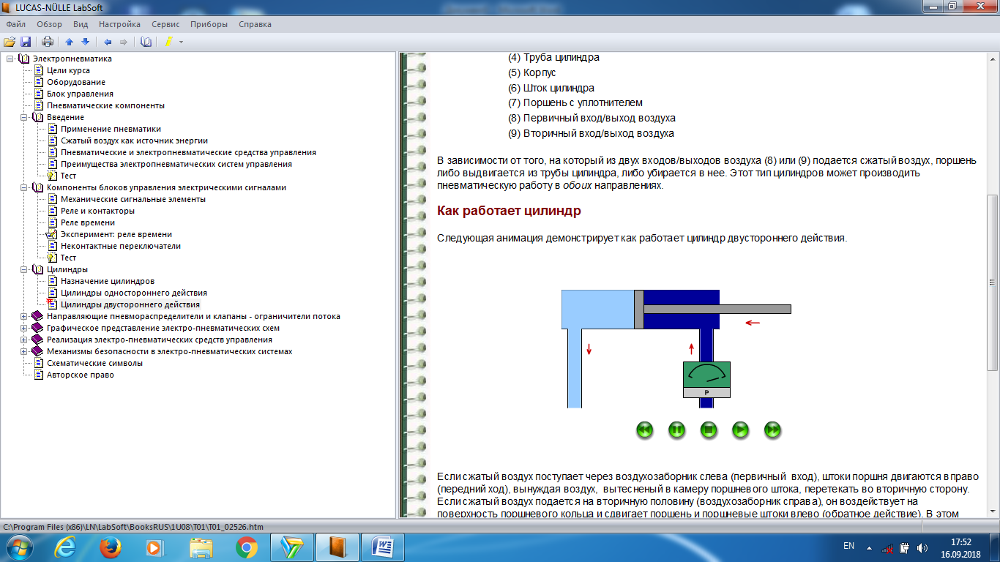 LUCAS-NÜLLE LabSoft
Файл Обзор Вид Настройка Сервис Приборы Справка
Электропневматика
Цели курса
Оборудование
Блок управления
Пневматические компоненты
Введение
Применение пневматики
Сжатый воздух как источник энергии
Пневматические и электропневматические средства управления
Преимущества электропневматических систем управления
Тест
Компоненты блоков управления электрическими сигналами
Механические сигнальные элементы
Реле и контакторы
Реле времени
Эксперимент: реле времени
Неконтактные переключатели
Тест
Цилиндры
Назначение цилиндров
Цилиндры одностороннего действия
Цилиндры двустороннего действия
Направляющие пневмораспределители и клапаны - ограничители потока
Графическое представление электро-пневматических схем
Реализация электро-пневматических средств управления
Механизмы безопасности в электро-пневматических системах
Схематические символы
Авторское право
(4) Труба цилиндра
(5) Корпус
(6) Шток цилиндра
(7) Поршень с уплотнителем
(8) Первичный вход/выход воздуха
(9) Вторичный вход/выход воздуха
В зависимости от того, на который из двух входов/выходов воздуха (8) или (9) подается сжатый воздух, поршень
либо выдвигается из трубы цилиндра, либо убирается в нее. Этот тип цилиндров может производить
пневматическую работу в обоих направлениях.
Как работает цилиндр
Следующая анимация демонстрирует как работает цилиндр двустороннего действия.
P
Если сжатый воздух поступает через воздухозаборник слева (первичный вход), штоки поршня двигаются вправо
(передний ход), вынуждая воздух, вытесненый в камеру поршневого штока, перетекать во вторичную сторону.
Если сжатый воздух подается на вторичную половину (воздухозаборник справа), он воздействует на
поверхность поршневого кольца и сдвигает поршень и поршневые штоки влево (обратное действие). В этом
C:\Program Files (x86)\LN\LabSoft\BooksRUS\1U08\T01\T01_02526.htm
EN
17:52
16.09.2018